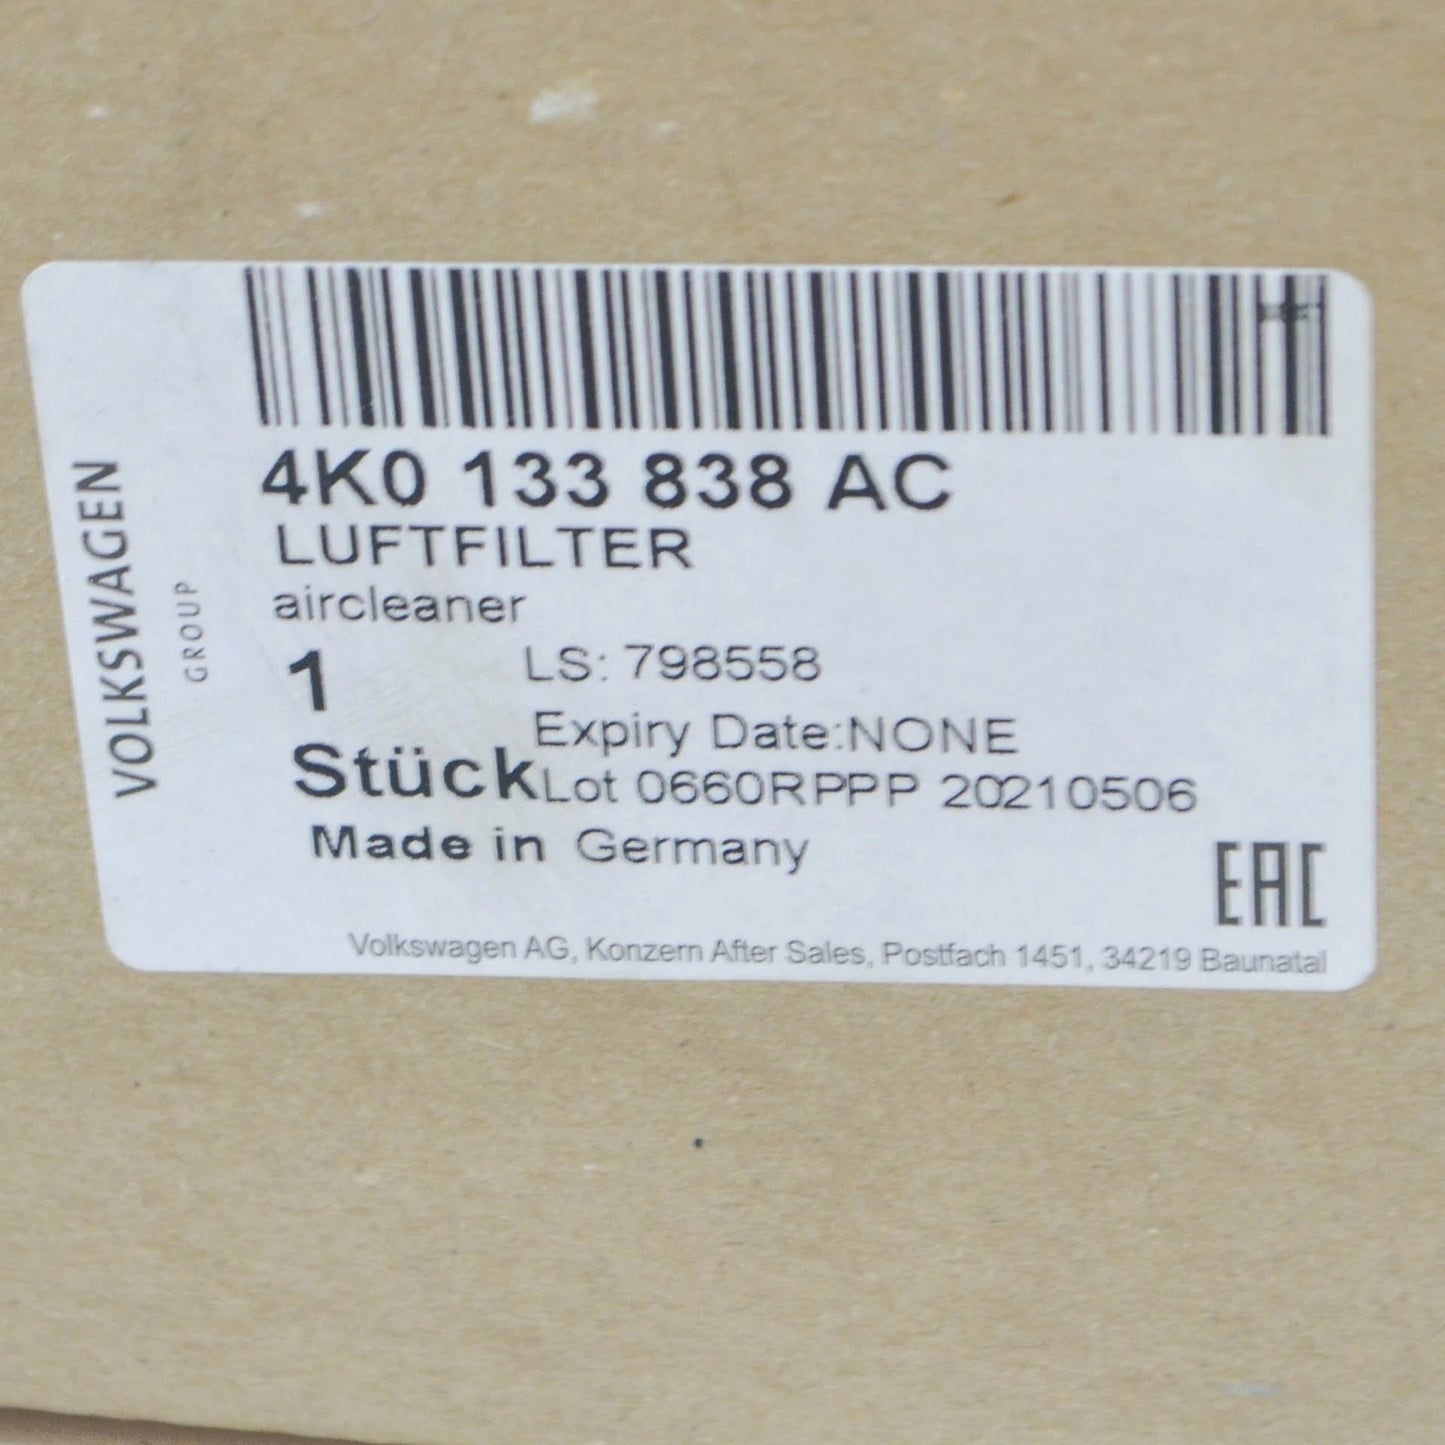 VOLKSWAGEN
GROUP
4K0 133 838 AC
LUFTFILTER
aircleaner
1
LS: 798558
Expiry Date:NONE
Stück
Lot 0660RPPP 20210506
Made in Germany
EAC
Volkswagen AG, Konzern After Sales, Postfach 1451, 34219 Baunatal